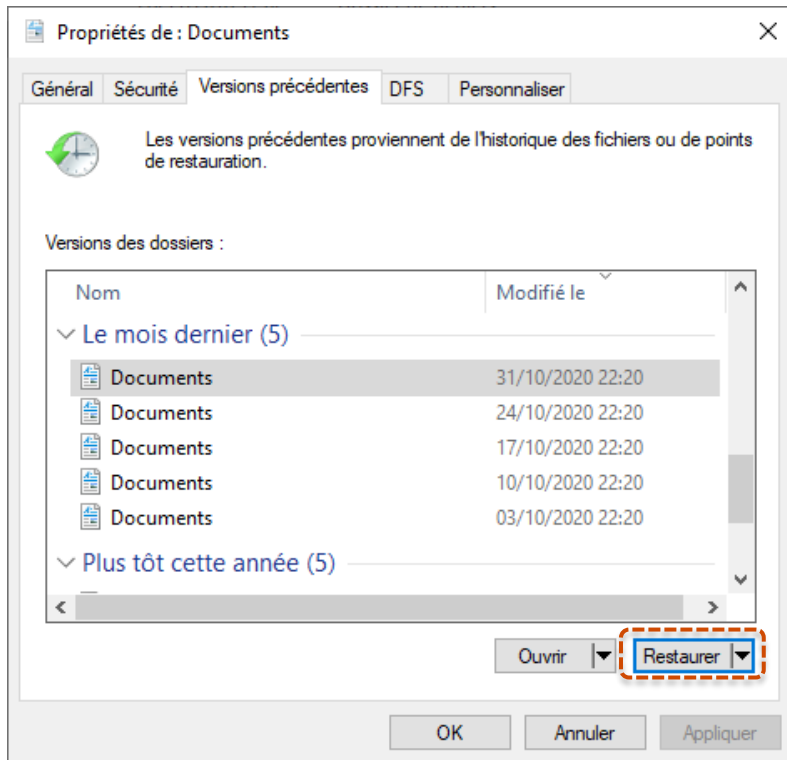 Propriétés de : Documents
Général Sécurité Versions précédentes DFS Personnaliser
Les versions précédentes proviennent de l'historique des fichiers ou de points
de restauration.
Versions des dossiers :
Nom Modifié le
Le mois dernier (5)
Documents 31/10/2020 22:20
Documents 24/10/2020 22:20
Documents 17/10/2020 22:20
Documents 10/10/2020 22:20
Documents 03/10/2020 22:20
Plus tôt cette année (5)
Ouvrir Restaurer
OK Annuler Appliquer